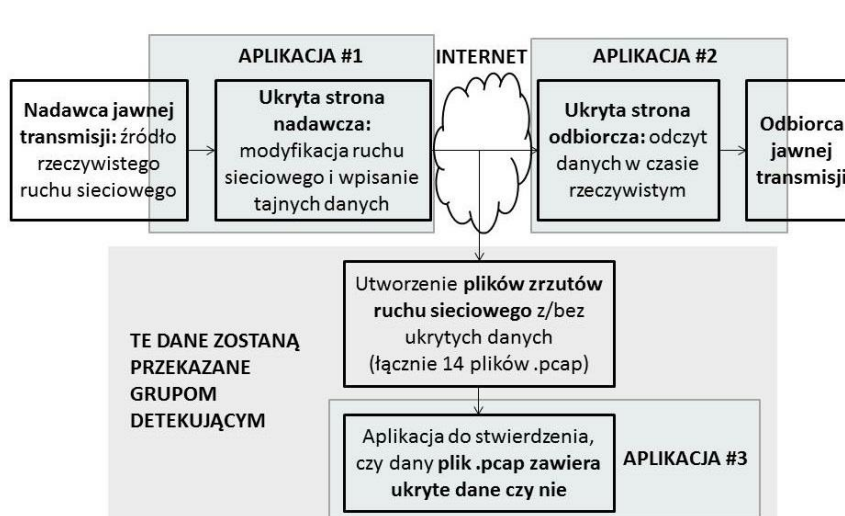 APLIKACJA #1
INTERNET
APLIKACJA #2
Nadawca jawnej
transmisji: źródło
rzeczywistego
ruchu sieciowego
Ukryta strona
nadawcza:
modyfikacja ruchu
sieciowego i wpisanie
tajnych danych
Ukryta strona
odbiorcza: odczyt
danych w czasie
rzeczywistym
Odbiorca
jawnej
transmisji
TE DANE ZOSTANĄ
PRZEKAZANE
GRUPOM
DETEKUJĄCYM
Utworzenie plików zrzutów
ruchu sieciowego z/bez
ukrytych danych
(łącznie 14 plików .pcap)
Aplikacja do stwierdzenia,
czy dany plik .pcap zawiera
ukryte dane czy nie
APLIKACJA #3